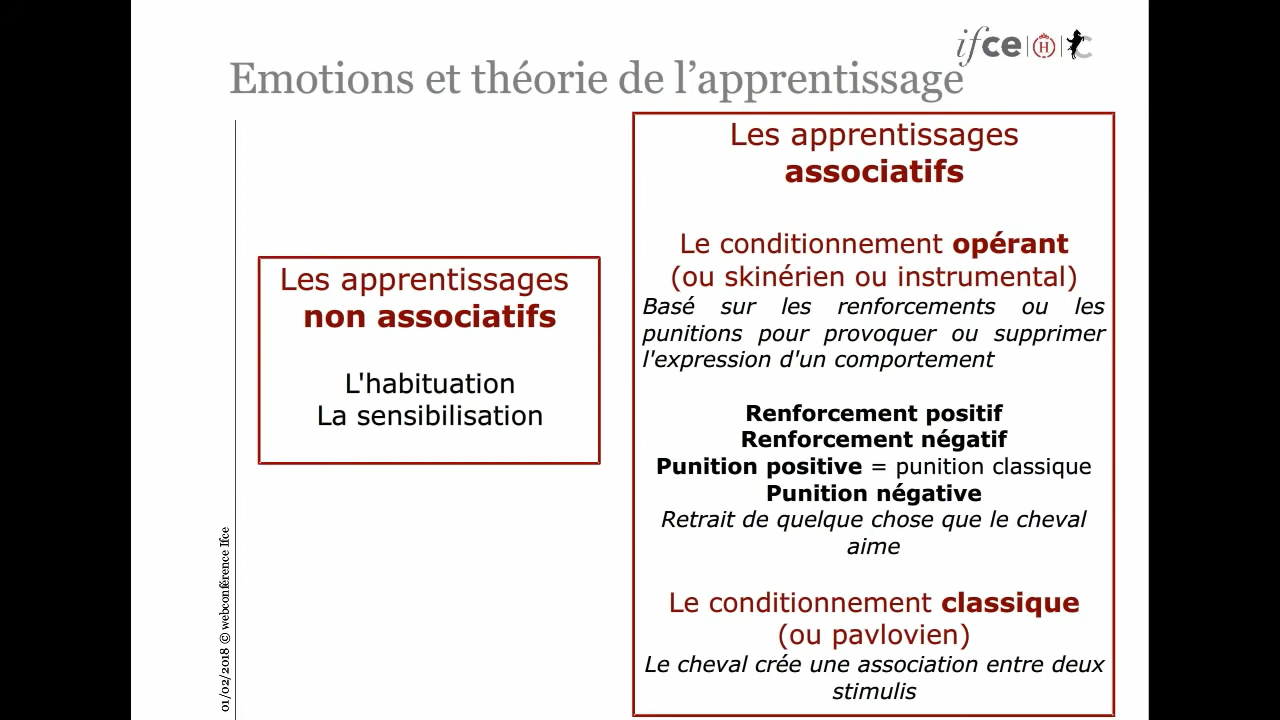 ifce
H
Emotions et théorie de l'apprentissage
Les apprentissages
non associatifs
L'habituation
La sensibilisation
Les apprentissages
associatifs
Le conditionnement opérant
(ou skinérien ou instrumental)
Basé sur les renforcements ou les
punitions pour provoquer ou supprimer
l'expression d'un comportement
Renforcement positif
Renforcement négatif
Punition positive = punition classique
Punition négative
Retrait de quelque chose que le cheval
aime
Le conditionnement classique
(ou pavlovien)
Le cheval crée une association entre deux
stimulis
01/02/2018 © webconférence Ifce